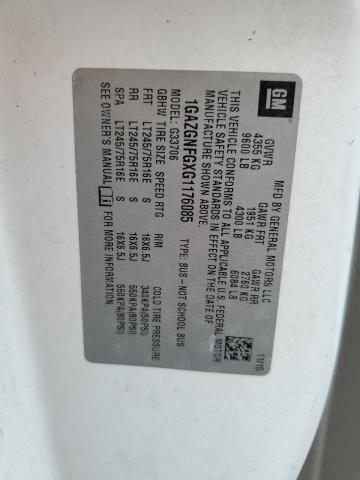 GM
MFD BY GENERAL MOTORS LLC 11/15
GVWR GAWR FRT GAWR RR
4355 KG 1951 KG 2760 KG
9600 LB 4300 LB 6084 LB
THIS VEHICLE CONFORMS TO ALL APPLICABLE U.S. FEDERAL MOTOR
VEHICLE SAFETY STANDARDS IN EFFECT ON THE DATE OF
MANUFACTURE SHOWN ABOVE.
1GAZGNFGXG1176085 TYPE: BUS-NOT SCHOOL BUS
MODEL: G33706
GBHW TIRE SIZE SPEED RTG RIM COLD TIRE PRESSURE
FRT LT245/75R16E S 16X6.5J 340KPA(50PSI)
RR LT245/75R16E S 16X6.5J 550KPA(80PSI)
SPA LT245/75R16E S 16X6.5J 550KPA(80PSI)
SEE OWNER'S MANUAL FOR MORE INFORMATION.